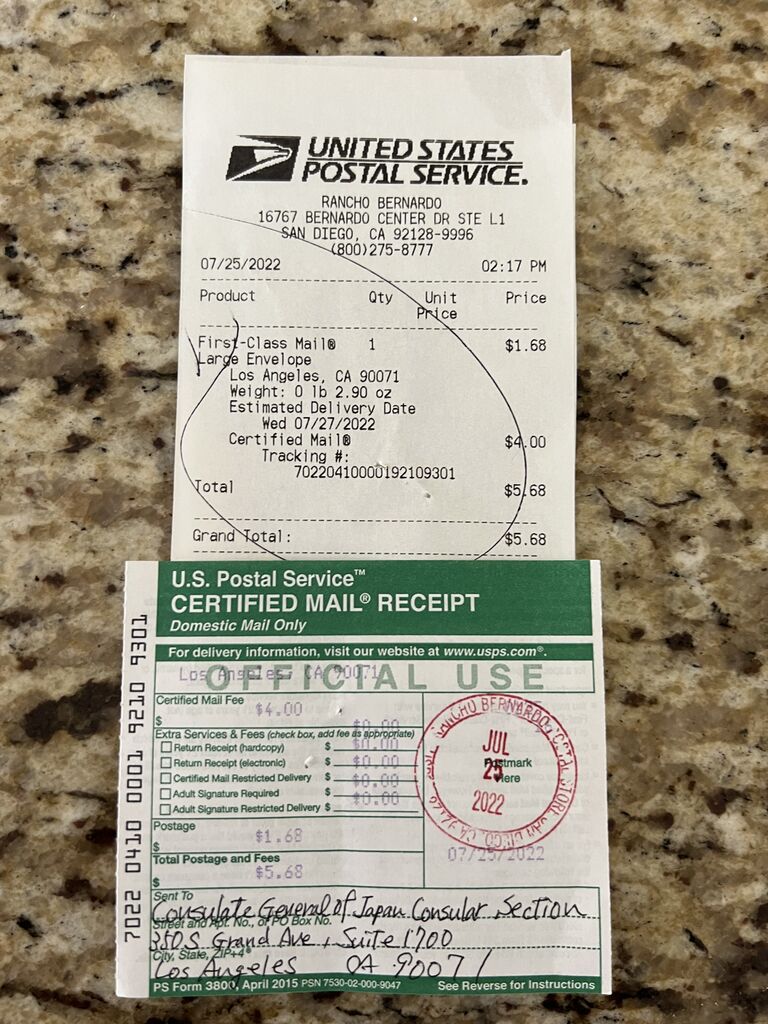 UNITED STATES
POSTAL SERVICE.
RANCHO BERNARDO
16767 BERNARDO CENTER DR STE L1
SAN DIEGO, CA 92128-9996
(800)275-8777
07/25/2022 02:17 PM
Product Qty Unit Price
Price
First-Class Mail® 1 $1.68
Large Envelope
Los Angeles, CA 90071
Weight: 0 lb 2.90 oz
Estimated Delivery Date
Wed 07/27/2022
Certified Mail® $4.00
Tracking #:
70220410000192109301
Total $5.68
Grand Total: $5.68
U.S. Postal Service™
CERTIFIED MAIL® RECEIPT
Domestic Mail Only
For delivery information, visit our website at www.usps.com®.
OFFICIAL USE
Los Angeles, CA 90071
Certified Mail Fee
$ $4.00
Extra Services & Fees (check box, add fee as appropriate)
$0.00
Return Receipt (hardcopy) $ $0.00
Return Receipt (electronic) $ $0.00
Certified Mail Restricted Delivery $ $0.00
Adult Signature Required $ $0.00
Adult Signature Restricted Delivery $
Postage
$ $1.68
Total Postage and Fees
$ $5.68
RANCHO BERNARDO
JUL
25
2022
Postmark
Here
07/25/2022
Sent To
Consulate General of Japan Consular Section
Street and Apt. No., or PO Box No.
350 S Grand Ave, Suite 1700
City, State, ZIP+4®
Los Angeles CA 90071
PS Form 3800, April 2015 PSN 7530-02-000-9047 See Reverse for Instructions
7022 0410 0001 9210 9301